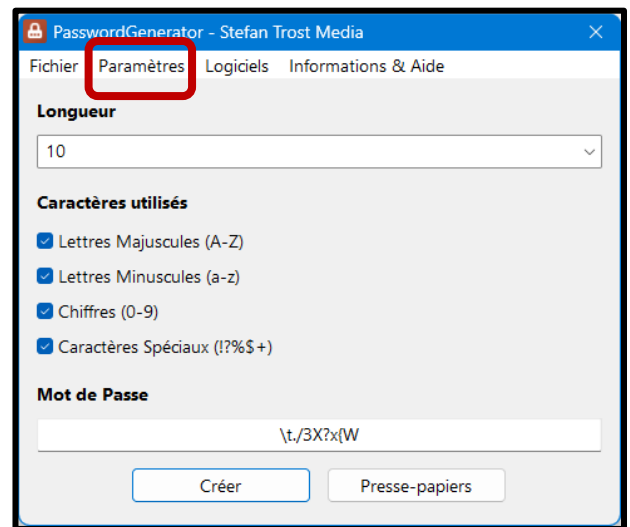 PasswordGenerator - Stefan Trost Media
Fichier Paramètres Logiciels Informations & Aide
Longueur
10
Caractères utilisés
Lettres Majuscules (A-Z)
Lettres Minuscules (a-z)
Chiffres (0-9)
Caractères Spéciaux (!?%$+)
Mot de Passe
\t./3X?x{W
Créer Presse-papiers